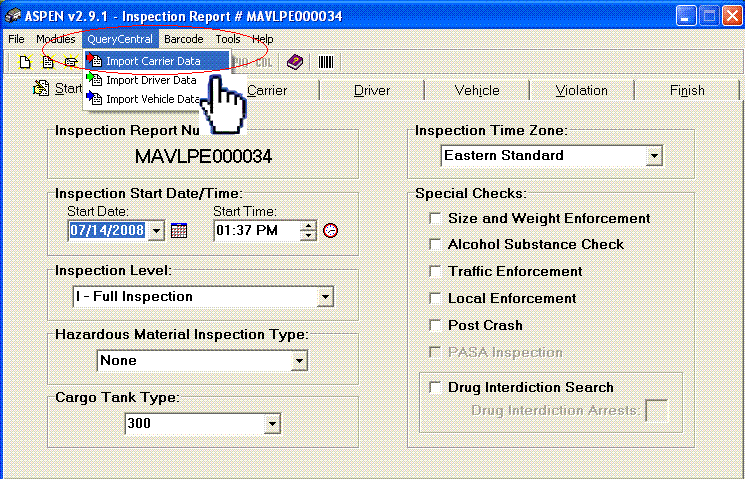 ASPEN v2.9.1 - Inspection Report # MAVLPE000034
File Modules QueryCentral Barcode Tools Help
Import Carrier Data
CDL
Import Driver Data
Import Vehicle Data
Start Carrier Driver Vehicle Violation Finish
Inspection Report Nu
MAVLPE000034
Inspection Time Zone:
Eastern Standard
Inspection Start Date/Time:
Start Date: Start Time:
07/14/2008 01:37 PM
Special Checks:
Size and Weight Enforcement
Alcohol Substance Check
Traffic Enforcement
Local Enforcement
Post Crash
PASA Inspection
Drug Interdiction Search
Drug Interdiction Arrests:
Inspection Level:
I - Full Inspection
Hazardous Material Inspection Type:
None
Cargo Tank Type:
300